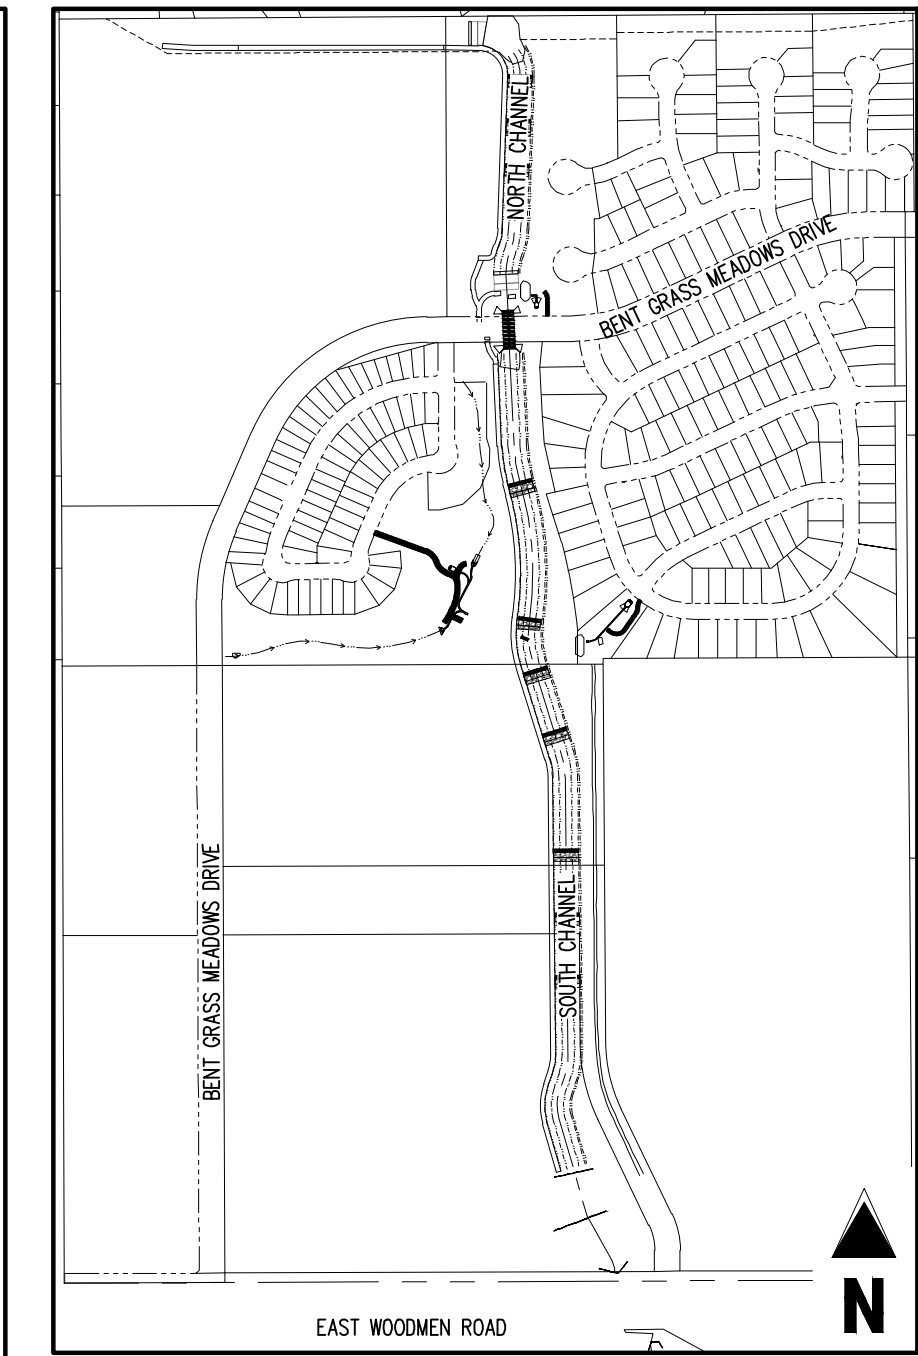 NORTH CHANNEL
BENT GRASS MEADOWS DRIVE
BENT GRASS MEADOWS DRIVE
SOUTH CHANNEL
EAST WOODMEN ROAD
N